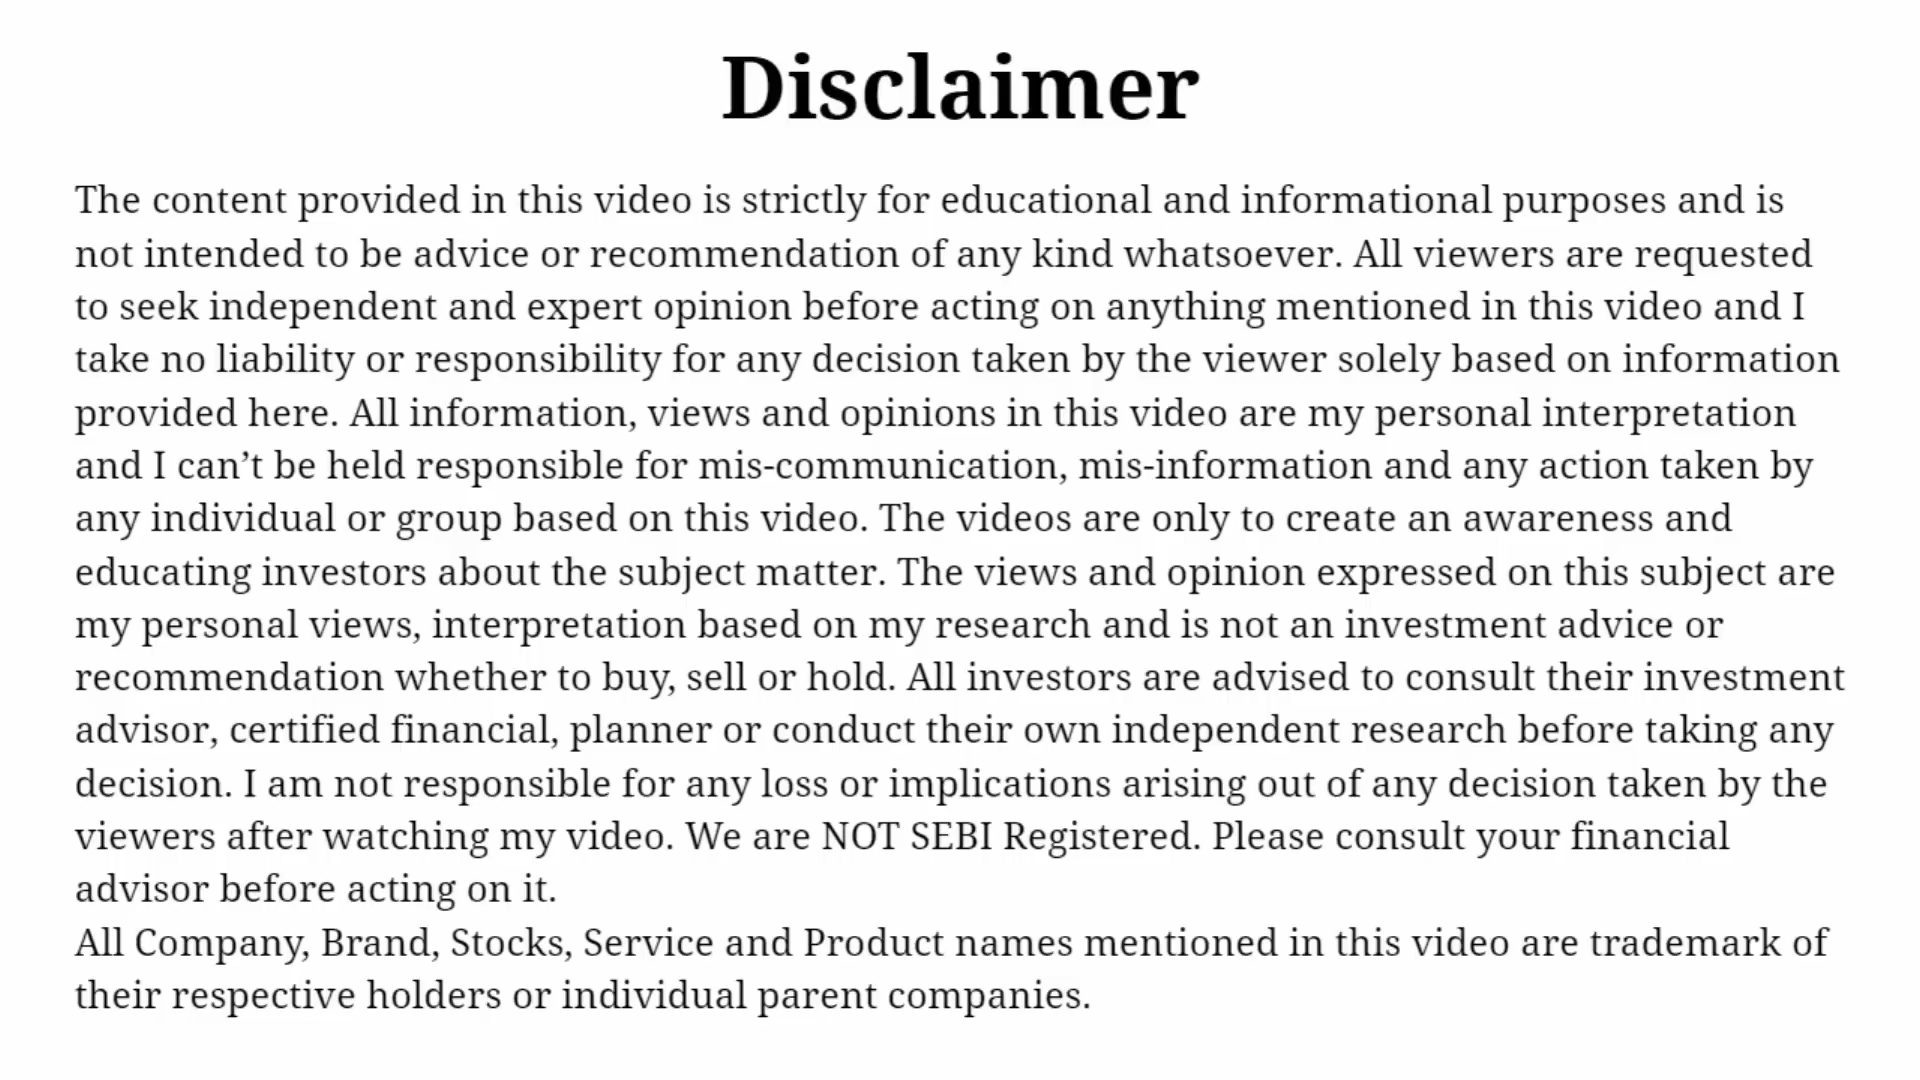 Disclaimer
The content provided in this video is strictly for educational and informational purposes and is
not intended to be advice or recommendation of any kind whatsoever. All viewers are requested
to seek independent and expert opinion before acting on anything mentioned in this video and I
take no liability or responsibility for any decision taken by the viewer solely based on information
provided here. All information, views and opinions in this video are my personal interpretation
and I can’t be held responsible for mis-communication, mis-information and any action taken by
any individual or group based on this video. The videos are only to create an awareness and
educating investors about the subject matter. The views and opinion expressed on this subject are
my personal views, interpretation based on my research and is not an investment advice or
recommendation whether to buy, sell or hold. All investors are advised to consult their investment
advisor, certified financial, planner or conduct their own independent research before taking any
decision. I am not responsible for any loss or implications arising out of any decision taken by the
viewers after watching my video. We are NOT SEBI Registered. Please consult your financial
advisor before acting on it.
All Company, Brand, Stocks, Service and Product names mentioned in this video are trademark of
their respective holders or individual parent companies.